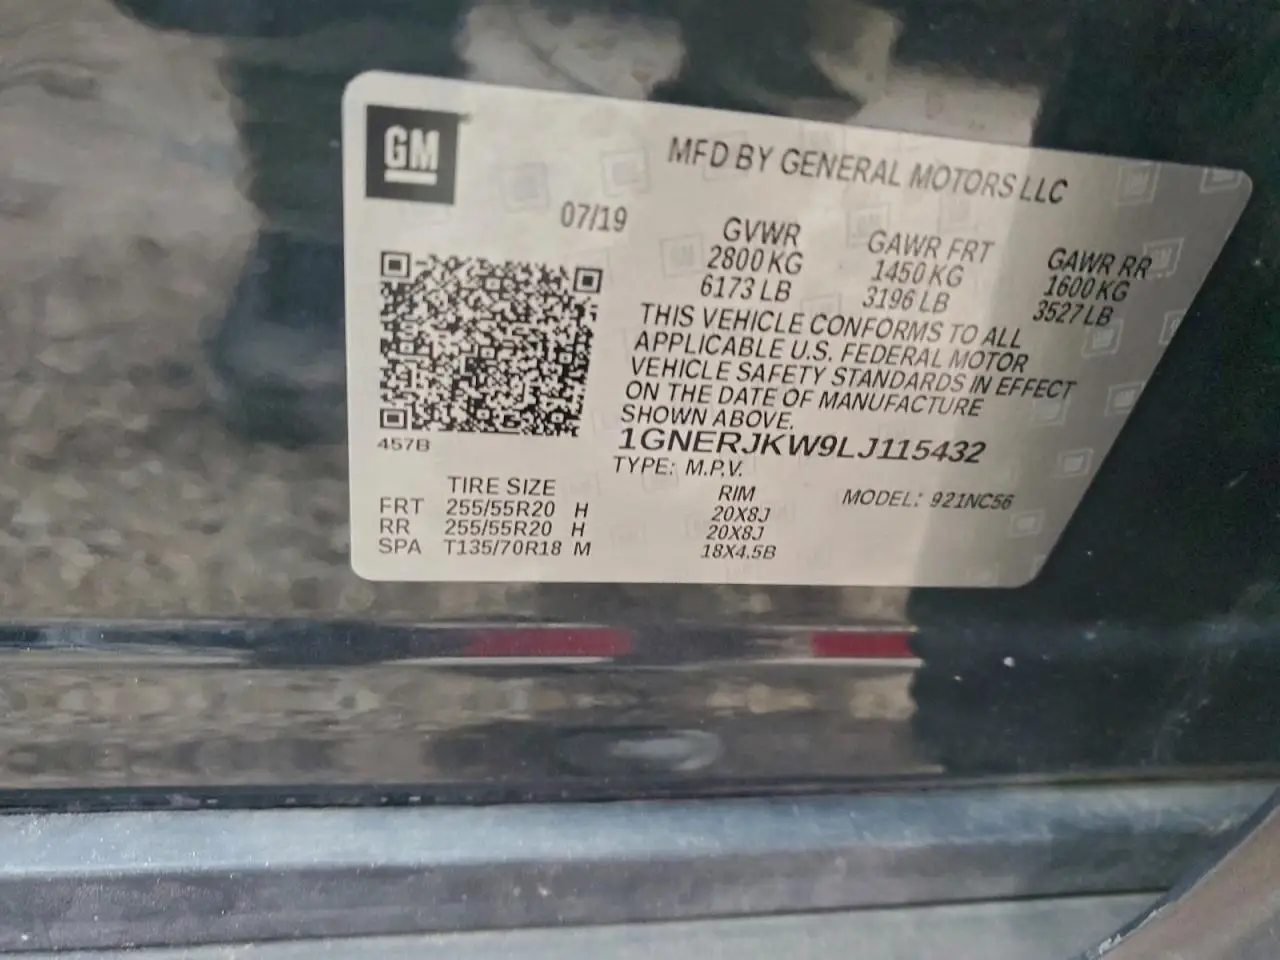 GM
MFD BY GENERAL MOTORS LLC
07/19
GVWR GAWR FRT GAWR RR
2800 KG 1450 KG 1600 KG
6173 LB 3196 LB 3527 LB
THIS VEHICLE CONFORMS TO ALL
APPLICABLE U.S. FEDERAL MOTOR
VEHICLE SAFETY STANDARDS IN EFFECT
ON THE DATE OF MANUFACTURE
SHOWN ABOVE.
457B
1GNERJKW9LJ115432
TYPE: M.P.V.
TIRE SIZE RIM MODEL: 921NC56
FRT 255/55R20 H 20X8J
RR 255/55R20 H 20X8J
SPA T135/70R18 M 18X4.5B